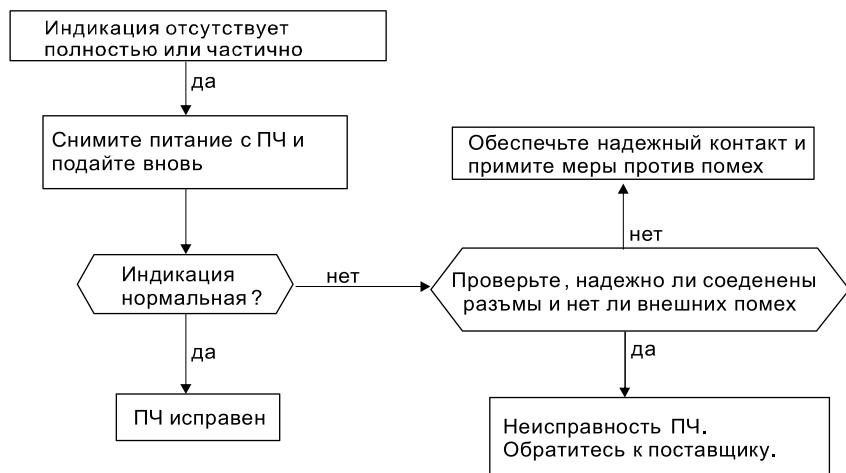 Индикация отсутствует
полностью или частично
да
Снимите питание с ПЧ и
подайте вновь
Индикация
нормальная ?
нет
да
ПЧ исправен
Обеспечьте надежный контакт и
примите меры против помех
нет
Проверьте, надежно ли соеденены
разъмы и нет ли внешних помех
да
Неисправность ПЧ.
Обратитесь к поставщику.